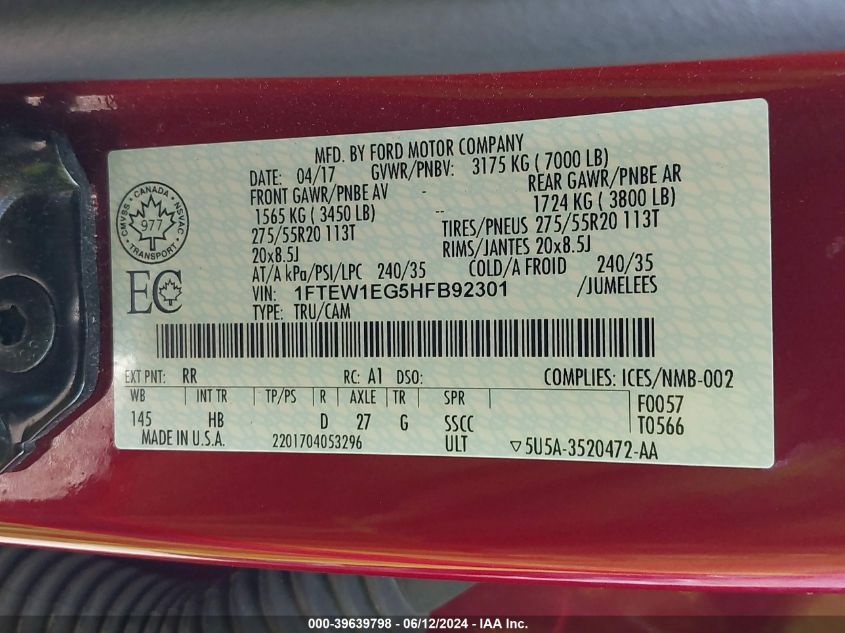 MFD. BY FORD MOTOR COMPANY
DATE: 04/17 GVWR/PNBV: 3175 KG ( 7000 LB)
FRONT GAWR/PNBE AV - REAR GAWR/PNBE AR
1565 KG ( 3450 LB) -- 1724 KG ( 3800 LB)
275/55R20 113T TIRES/PNEUS 275/55R20 113T
20x8.5J RIMS/JANTES 20x8.5J
AT/A kPa/PSI/LPC 240/35 COLD/A FROID 240/35
VIN: 1FTEW1EG5HFB92301 /JUMELEES
TYPE: TRU/CAM
CANADA
CMVSS NSVAC
977
TRANSPORT
EC
EXT PNT: RR RC: A1 DSO: COMPLIES: ICES/NMB-002
WB INT TR TP/PS R AXLE TR SPR F0057
145 HB D 27 G SSCC T0566
MADE IN U.S.A. 2201704053296 ULT ▽5U5A-3520472-AA
000-39639798 - 06/12/2024 - IAA Inc.